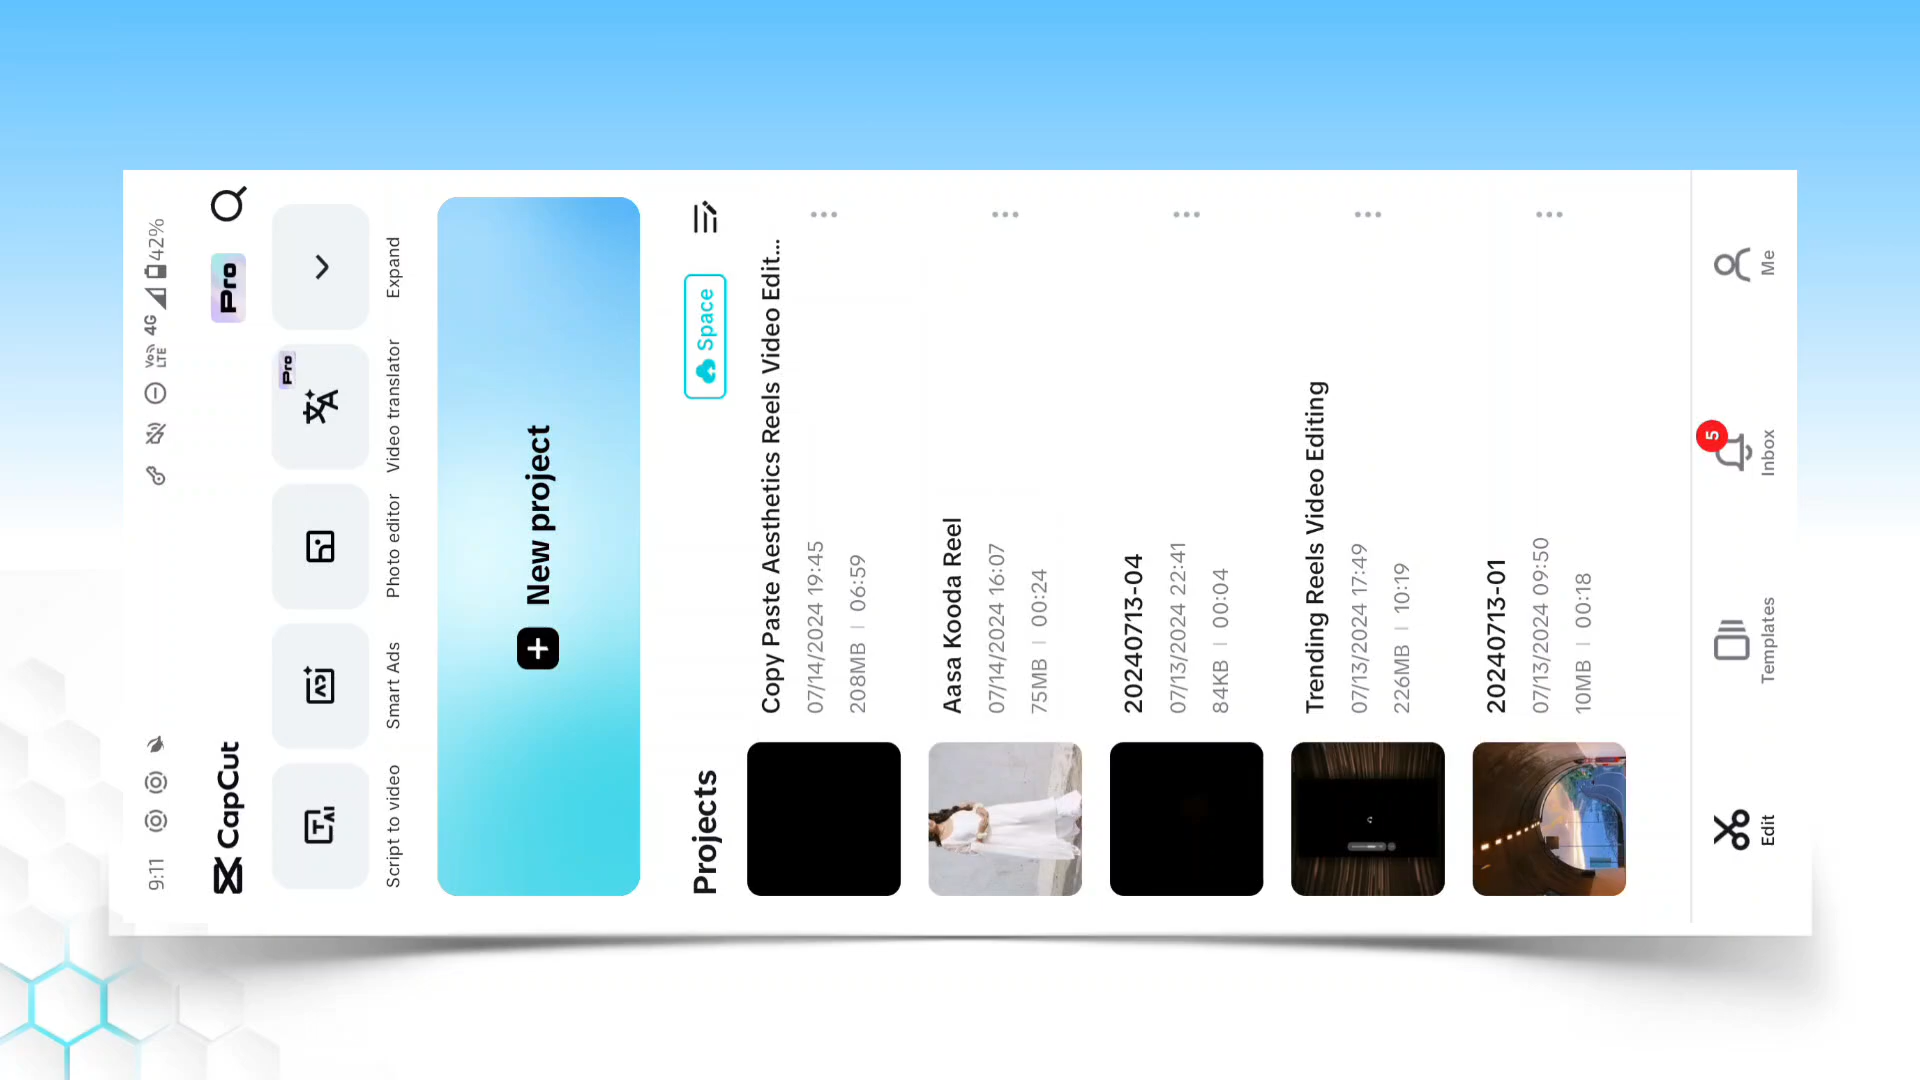 9:11
Vo)) LTE 4G 42%
CapCut
Pro
Pro
Script to video
Smart Ads
Photo editor
Video translator
Expand
New project
Projects
Space
Copy Paste Aesthetics Reels Video Edit...
07/14/2024 19:45
208MB | 06:59
Aasa Kooda Reel
07/14/2024 16:07
75MB | 00:24
20240713-04
07/13/2024 22:41
84KB | 00:04
Trending Reels Video Editing
07/13/2024 17:49
226MB | 10:19
20240713-01
07/13/2024 09:50
10MB | 00:18
Edit
Templates
5
Inbox
Me